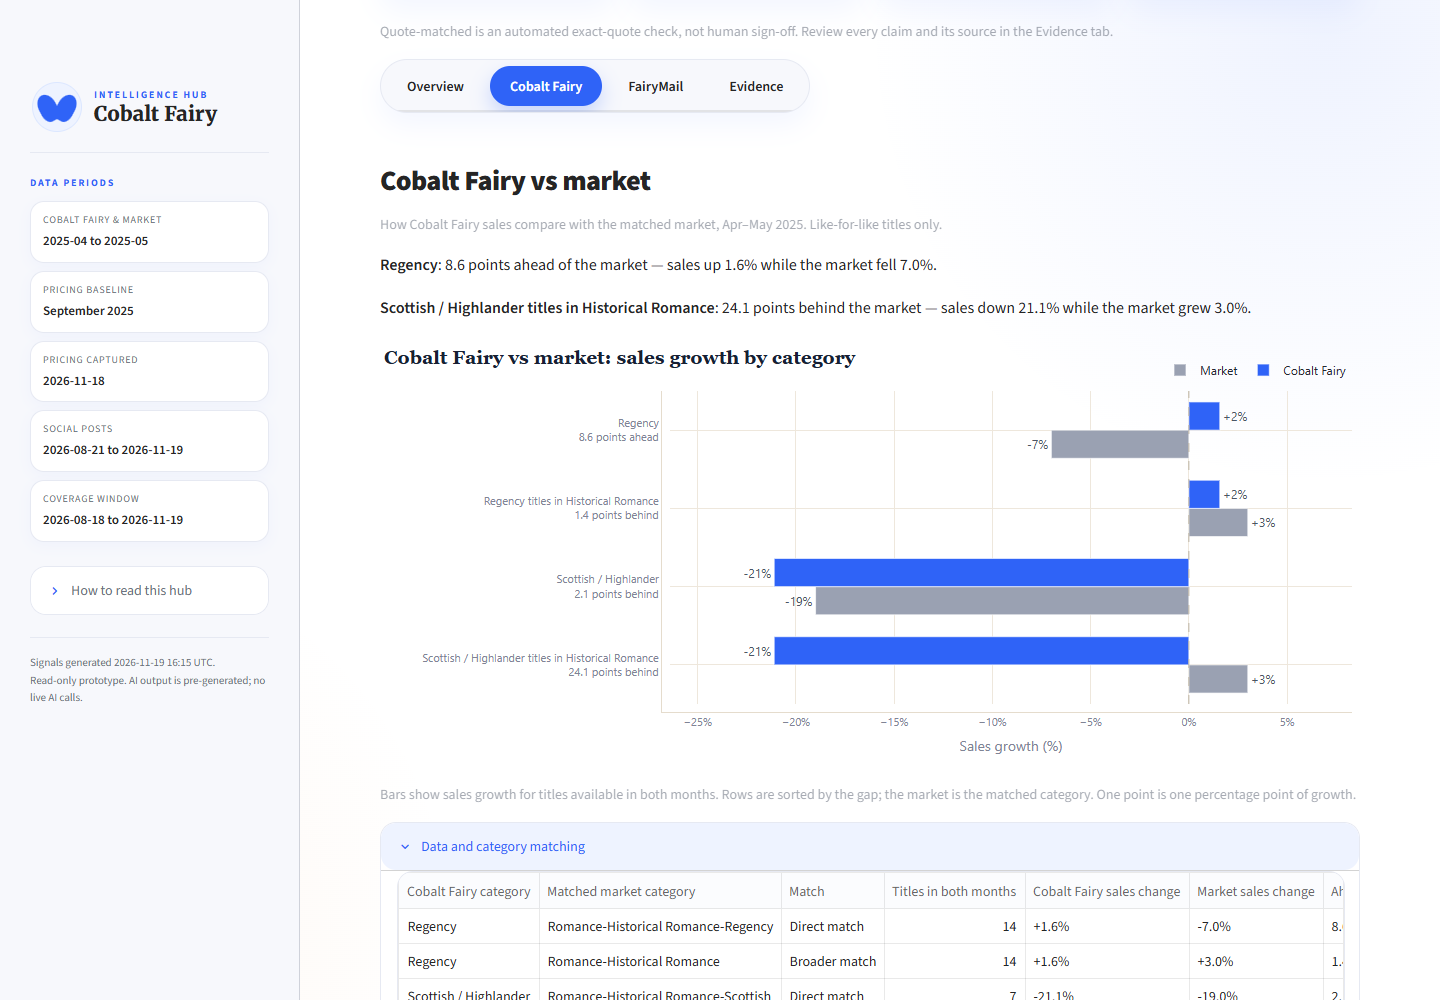 INTELLIGENCE HUB
Cobalt Fairy
DATA PERIODS
COBALT FAIRY & MARKET
2025-04 to 2025-05
PRICING BASELINE
September 2025
PRICING CAPTURED
2026-11-18
SOCIAL POSTS
2026-08-21 to 2026-11-19
COVERAGE WINDOW
2026-08-18 to 2026-11-19
How to read this hub
Signals generated 2026-11-19 16:15 UTC.
Read-only prototype. AI output is pre-generated; no
live AI calls.
Quote-matched is an automated exact-quote check, not human sign-off. Review every claim and its source in the Evidence tab.
Overview Cobalt Fairy FairyMail Evidence
Cobalt Fairy vs market
How Cobalt Fairy sales compare with the matched market, Apr–May 2025. Like-for-like titles only.
Regency: 8.6 points ahead of the market — sales up 1.6% while the market fell 7.0%.
Scottish / Highlander titles in Historical Romance: 24.1 points behind the market — sales down 21.1% while the market grew 3.0%.
Cobalt Fairy vs market: sales growth by category
Market Cobalt Fairy
Regency
8.6 points ahead
+2%
-7%
Regency titles in Historical Romance
1.4 points behind
+2%
+3%
Scottish / Highlander
2.1 points behind
-21%
-19%
Scottish / Highlander titles in Historical Romance
24.1 points behind
-21%
+3%
−25% −20% −15% −10% −5% 0% 5%
Sales growth (%)
Bars show sales growth for titles available in both months. Rows are sorted by the gap; the market is the matched category. One point is one percentage point of growth.
Data and category matching
Cobalt Fairy category Matched market category Match Titles in both months Cobalt Fairy sales change Market sales change
Regency Romance-Historical Romance-Regency Direct match 14 +1.6% -7.0%
Regency Romance-Historical Romance Broader match 14 +1.6% +3.0%
Scottish / Highlander Romance-Historical Romance-Scottish Direct match 7 -21.1% -19.0%